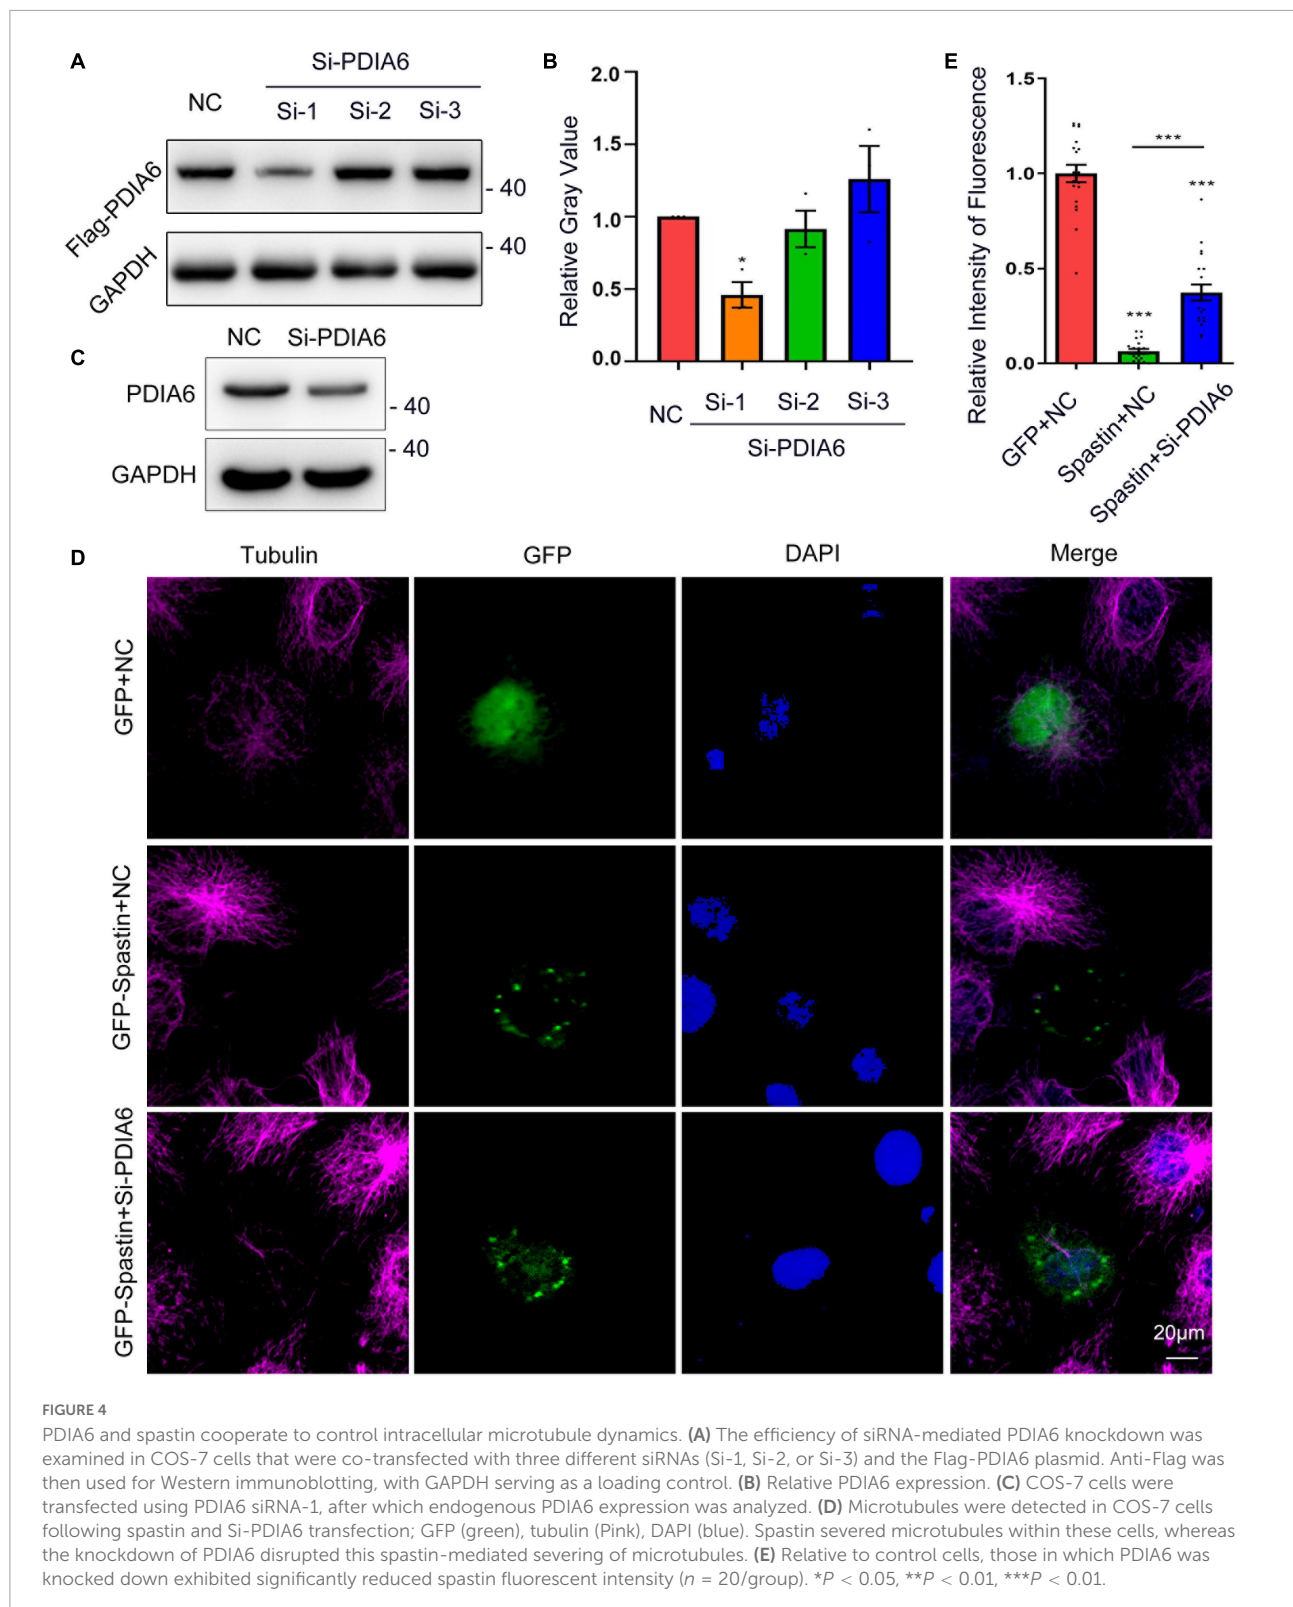 A
Si-PDIA6
NC
Si-1 Si-2 Si-3
Flag-PDIA6
- 40
GAPDH
- 40
B
Relative Gray Value
2.0
1.5
1.0
0.5
0.0
*
NC
Si-1 Si-2 Si-3
Si-PDIA6
C
NC Si-PDIA6
PDIA6
- 40
GAPDH
- 40
E
Relative Intensity of Fluorescence
1.5
1.0
0.5
0.0
***
***
***
GFP+NC
Spastin+NC
Spastin+Si-PDIA6
D
Tubulin GFP DAPI Merge
GFP+NC
GFP-Spastin+NC
GFP-Spastin+Si-PDIA6
20μm
FIGURE 4
PDIA6 and spastin cooperate to control intracellular microtubule dynamics. (A) The efficiency of siRNA-mediated PDIA6 knockdown was
examined in COS-7 cells that were co-transfected with three different siRNAs (Si-1, Si-2, or Si-3) and the Flag-PDIA6 plasmid. Anti-Flag was
then used for Western immunoblotting, with GAPDH serving as a loading control. (B) Relative PDIA6 expression. (C) COS-7 cells were
transfected using PDIA6 siRNA-1, after which endogenous PDIA6 expression was analyzed. (D) Microtubules were detected in COS-7 cells
following spastin and Si-PDIA6 transfection; GFP (green), tubulin (Pink), DAPI (blue). Spastin severed microtubules within these cells, whereas
the knockdown of PDIA6 disrupted this spastin-mediated severing of microtubules. (E) Relative to control cells, those in which PDIA6 was
knocked down exhibited significantly reduced spastin fluorescent intensity (n = 20/group). *P < 0.05, **P < 0.01, ***P < 0.01.